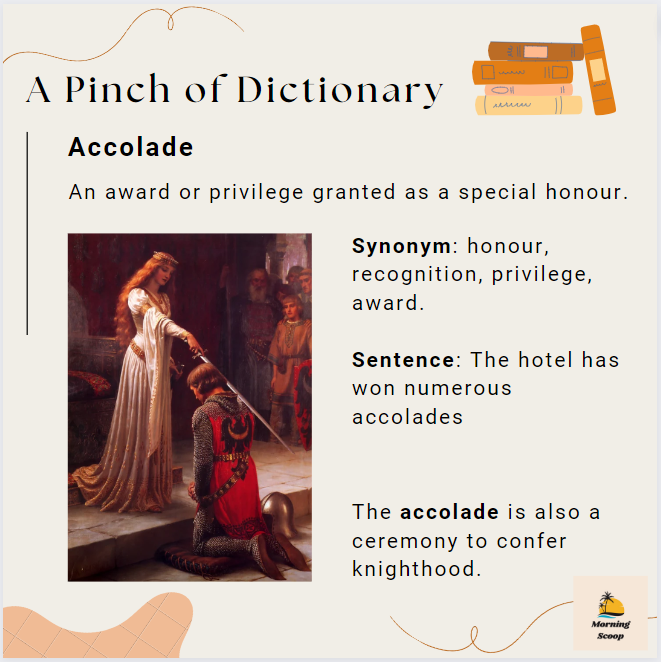 A Pinch of Dictionary
Accolade
An award or privilege granted as a special honour.
Synonym: honour,
recognition, privilege,
award.
Sentence: The hotel has
won numerous
accolades
The accolade is also a
ceremony to confer
knighthood.
Morning
Scoop